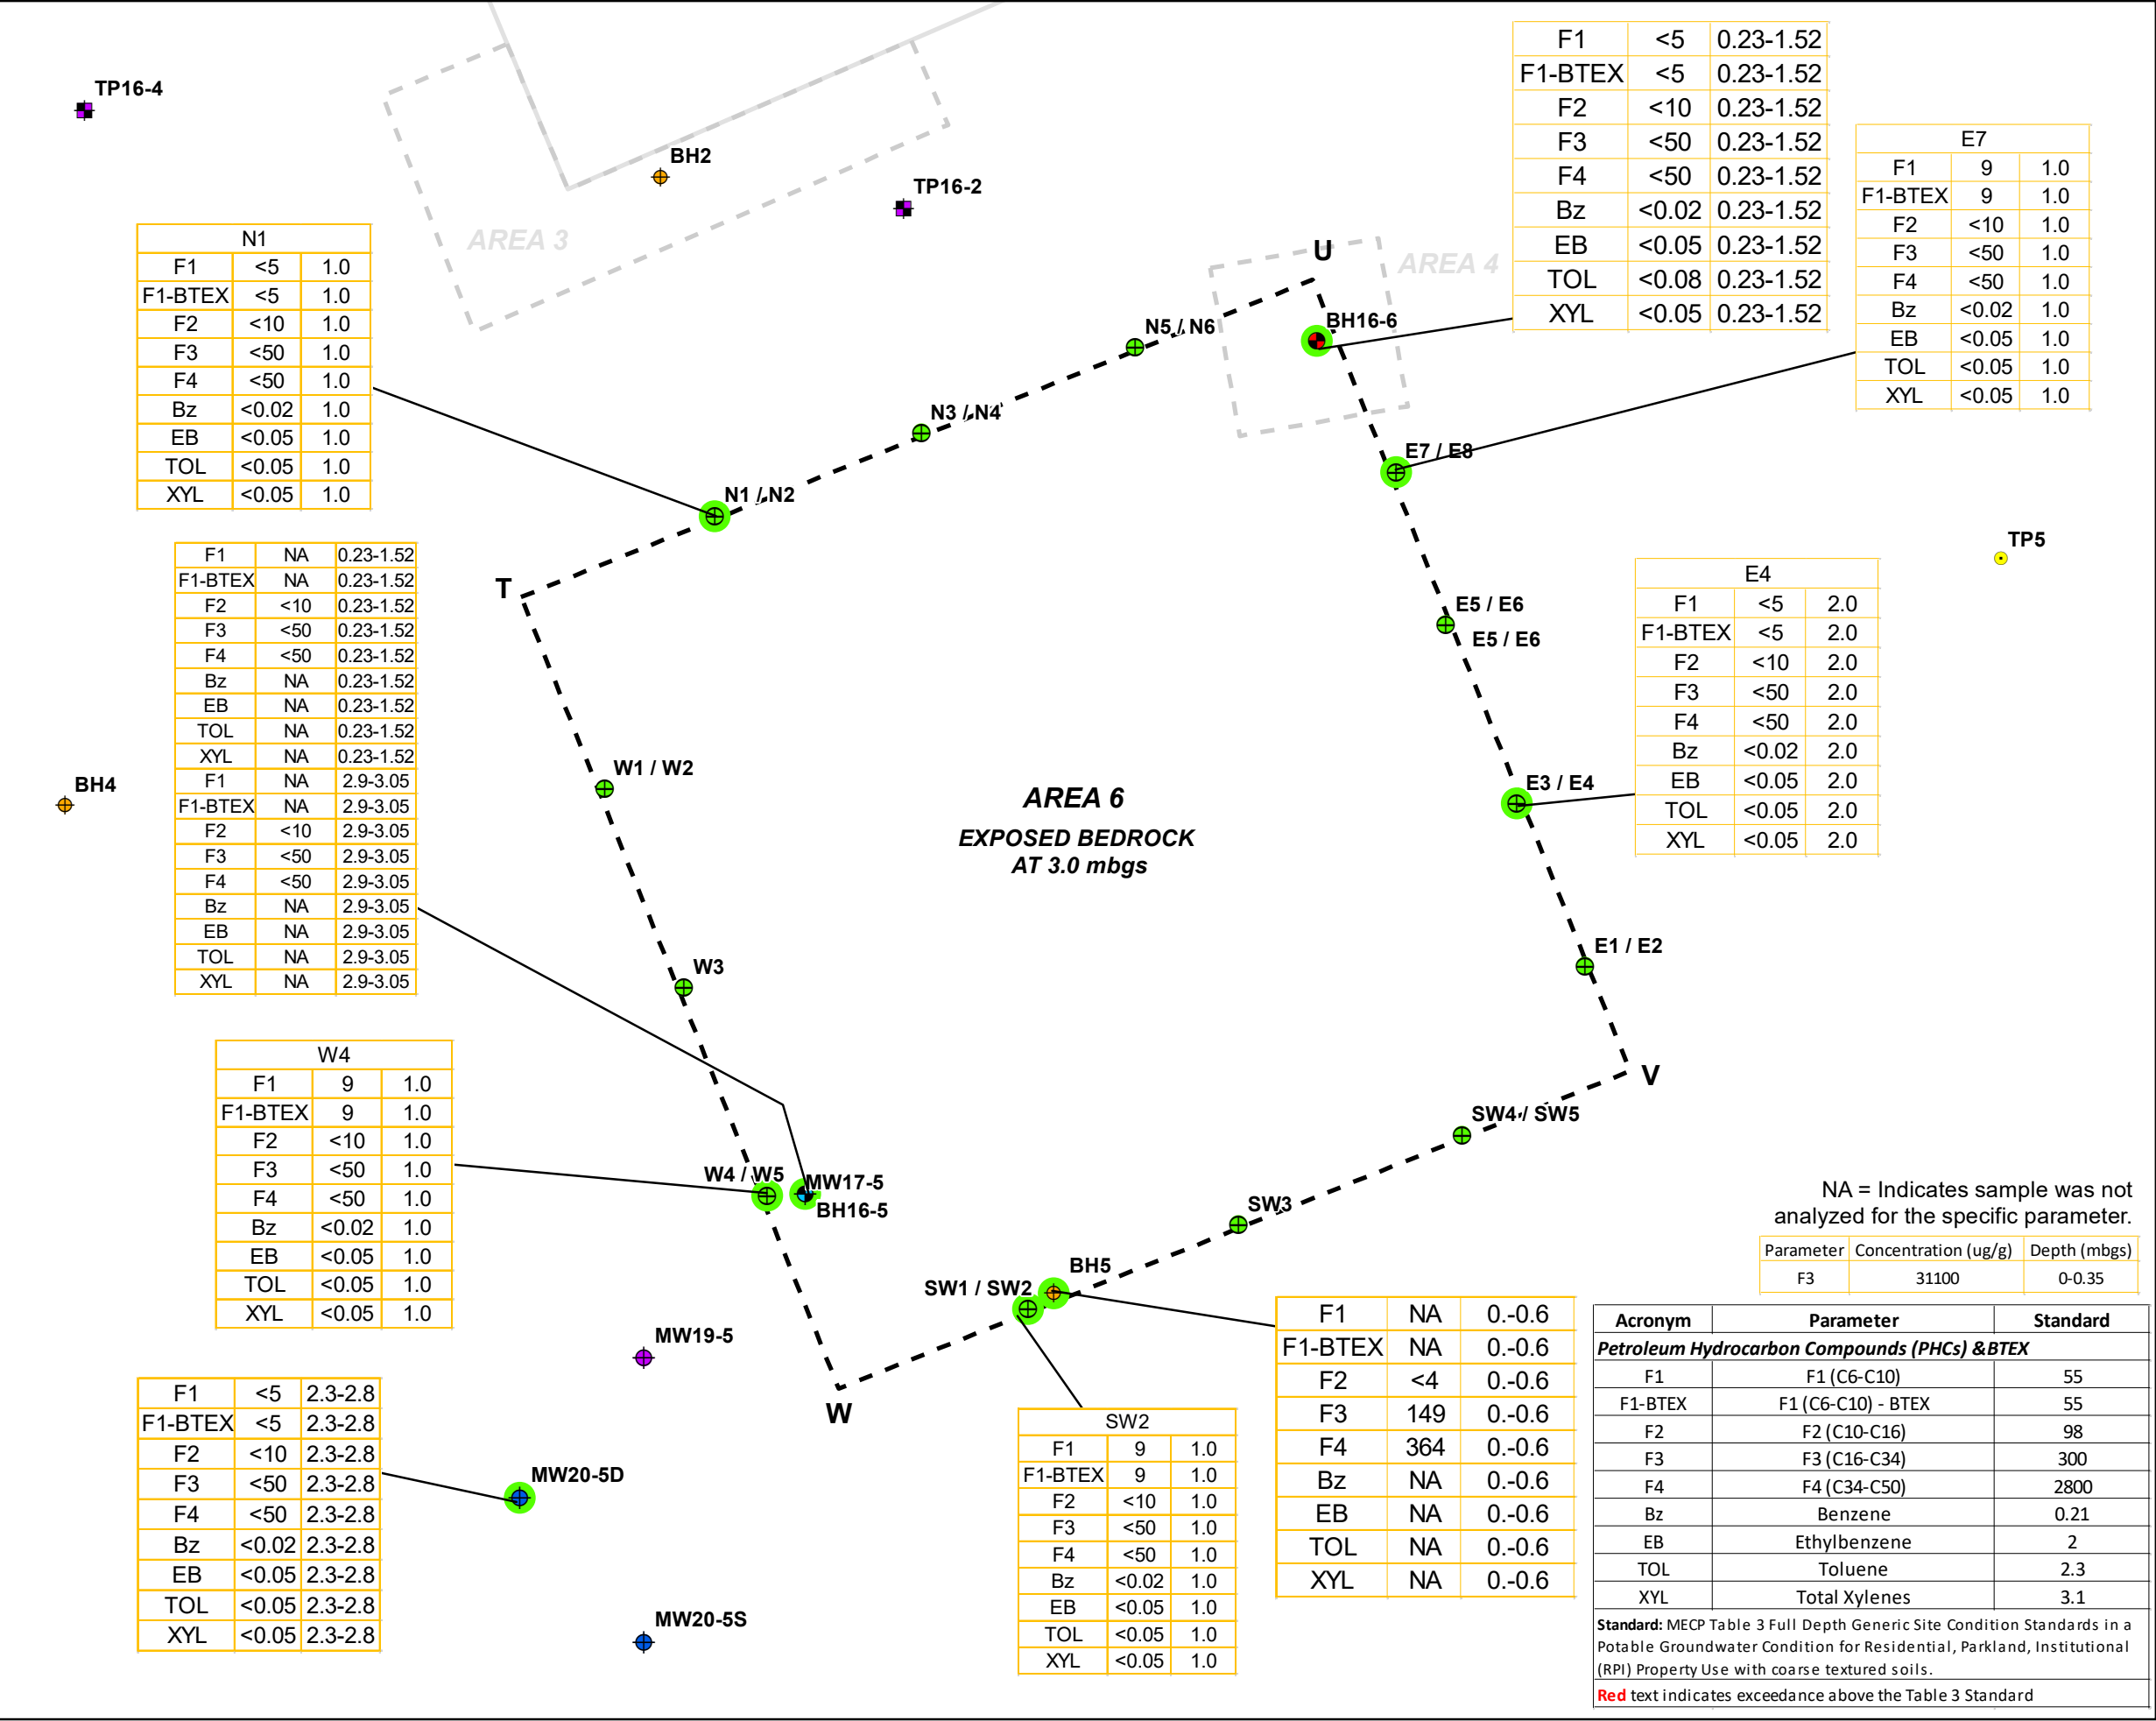 TP16-4
BH2
TP16-2
AREA 3
AREA 4
U
BH16-6
F1 <5 0.23-1.52
F1-BTEX <5 0.23-1.52
F2 <10 0.23-1.52
F3 <50 0.23-1.52
F4 <50 0.23-1.52
Bz <0.02 0.23-1.52
EB <0.05 0.23-1.52
TOL <0.08 0.23-1.52
XYL <0.05 0.23-1.52
E7
F1 9 1.0
F1-BTEX 9 1.0
F2 <10 1.0
F3 <50 1.0
F4 <50 1.0
Bz <0.02 1.0
EB <0.05 1.0
TOL <0.05 1.0
XYL <0.05 1.0
N1
F1 <5 1.0
F1-BTEX <5 1.0
F2 <10 1.0
F3 <50 1.0
F4 <50 1.0
Bz <0.02 1.0
EB <0.05 1.0
TOL <0.05 1.0
XYL <0.05 1.0
N5 / N6
N3 / N4
N1 / N2
E7 / E8
T
TP5
E5 / E6
E5 / E6
F1 NA 0.23-1.52
F1-BTEX NA 0.23-1.52
F2 <10 0.23-1.52
F3 <50 0.23-1.52
F4 <50 0.23-1.52
Bz NA 0.23-1.52
EB NA 0.23-1.52
TOL NA 0.23-1.52
XYL NA 0.23-1.52
F1 NA 2.9-3.05
F1-BTEX NA 2.9-3.05
F2 <10 2.9-3.05
F3 <50 2.9-3.05
F4 <50 2.9-3.05
Bz NA 2.9-3.05
EB NA 2.9-3.05
TOL NA 2.9-3.05
XYL NA 2.9-3.05
E4
F1 <5 2.0
F1-BTEX <5 2.0
F2 <10 2.0
F3 <50 2.0
F4 <50 2.0
Bz <0.02 2.0
EB <0.05 2.0
TOL <0.05 2.0
XYL <0.05 2.0
BH4
W1 / W2
AREA 6
EXPOSED BEDROCK
AT 3.0 mbgs
E3 / E4
W3
E1 / E2
V
W4
F1 9 1.0
F1-BTEX 9 1.0
F2 <10 1.0
F3 <50 1.0
F4 <50 1.0
Bz <0.02 1.0
EB <0.05 1.0
TOL <0.05 1.0
XYL <0.05 1.0
W4 / W5
MW17-5
BH16-5
SW4 / SW5
SW3
BH5
SW1 / SW2
MW19-5
W
NA = Indicates sample was not
analyzed for the specific parameter.
Parameter Concentration (ug/g) Depth (mbgs)
F3 31100 0-0.35
F1 <5 2.3-2.8
F1-BTEX <5 2.3-2.8
F2 <10 2.3-2.8
F3 <50 2.3-2.8
F4 <50 2.3-2.8
Bz <0.02 2.3-2.8
EB <0.05 2.3-2.8
TOL <0.05 2.3-2.8
XYL <0.05 2.3-2.8
MW20-5D
MW20-5S
SW2
F1 9 1.0
F1-BTEX 9 1.0
F2 <10 1.0
F3 <50 1.0
F4 <50 1.0
Bz <0.02 1.0
EB <0.05 1.0
TOL <0.05 1.0
XYL <0.05 1.0
F1 NA 0.-0.6
F1-BTEX NA 0.-0.6
F2 <4 0.-0.6
F3 149 0.-0.6
F4 364 0.-0.6
Bz NA 0.-0.6
EB NA 0.-0.6
TOL NA 0.-0.6
XYL NA 0.-0.6
Acronym Parameter Standard
Petroleum Hydrocarbon Compounds (PHCs) &BTEX
F1 F1 (C6-C10) 55
F1-BTEX F1 (C6-C10) - BTEX 55
F2 F2 (C10-C16) 98
F3 F3 (C16-C34) 300
F4 F4 (C34-C50) 2800
Bz Benzene 0.21
EB Ethylbenzene 2
TOL Toluene 2.3
XYL Total Xylenes 3.1
Standard: MECP Table 3 Full Depth Generic Site Condition Standards in a
Potable Groundwater Condition for Residential, Parkland, Institutional
(RPI) Property Use with coarse textured soils.
Red text indicates exceedance above the Table 3 Standard